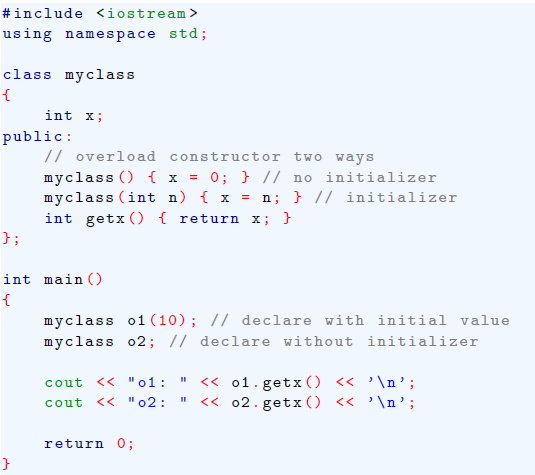 #include <iostream>
using namespace std;
class myclass
{
    int x;
public:
    // overload constructor two ways
    myclass() { x = 0; } // no initializer
    myclass(int n) { x = n; } // initializer
    int getx() { return x; }
};
int main()
{
    myclass o1(10); // declare with initial value
    myclass o2; // declare without initializer
    cout << "o1: " << o1.getx() << '\n';
    cout << "o2: " << o2.getx() << '\n';
    return 0;
}